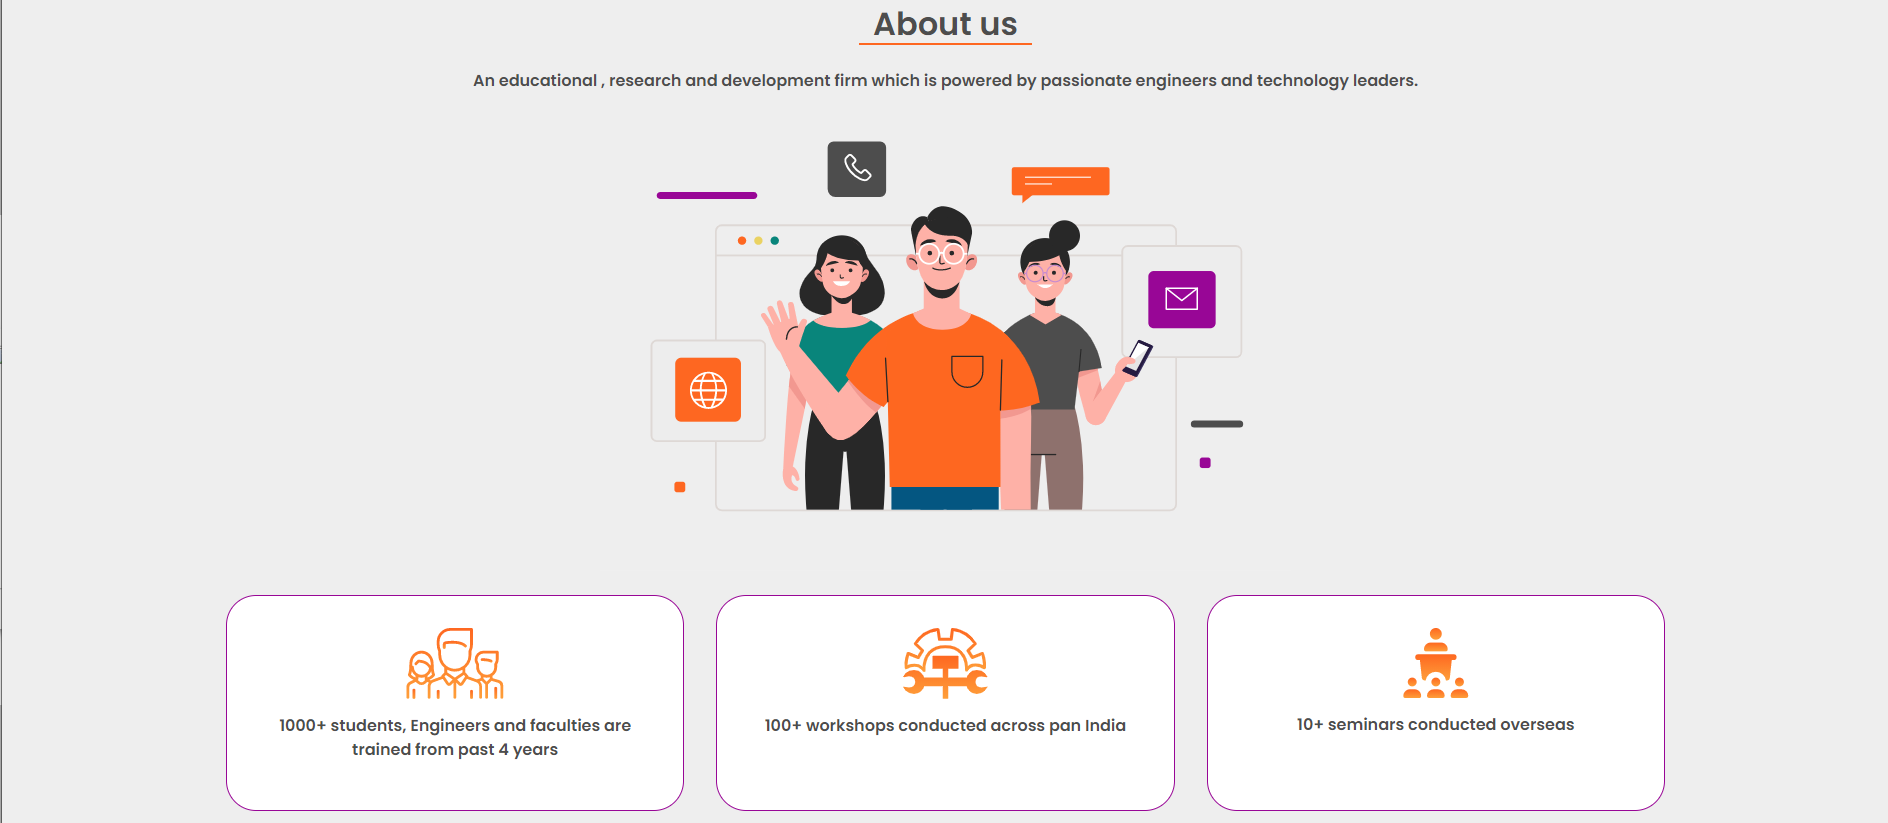 About us
An educational , research and development firm which is powered by passionate engineers and technology leaders.
1000+ students, Engineers and faculties are
trained from past 4 years
100+ workshops conducted across pan India
10+ seminars conducted overseas